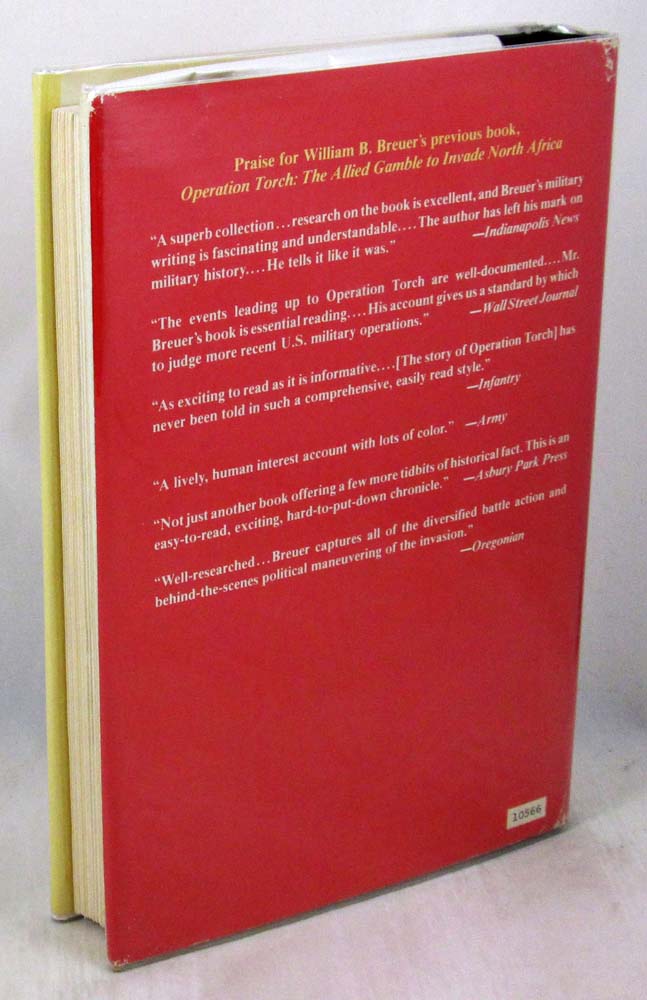 Praise for William B. Breuer's previous book,
Operation Torch: The Allied Gamble to Invade North Africa
“A superb collection...research on the book is excellent, and Breuer's military
writing is fascinating and understandable....The author has left his mark on
military history....He tells it like it was.” —Indianapolis News
“The events leading up to Operation Torch are well-documented....Mr.
Breuer's book is essential reading....His account gives us a standard by which
to judge more recent U.S. military operations.” —Wall Street Journal
“As exciting to read as it is informative....[The story of Operation Torch] has
never been told in such a comprehensive, easily read style.”
—Infantry
“A lively, human interest account with lots of color.” —Army
“Not just another book offering a few more tidbits of historical fact. This is an
easy-to-read, exciting, hard-to-put-down chronicle.” —Asbury Park Press
“Well-researched...Breuer captures all of the diversified battle action and
behind-the-scenes political maneuvering of the invasion.”
—Oregonian
10566